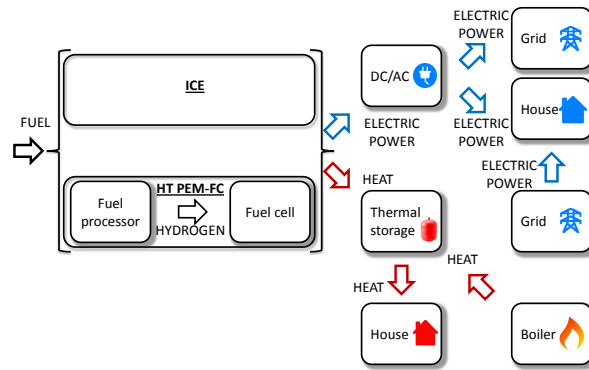 ICE
FUEL
HT PEM-FC
Fuel
processor
HYDROGEN
Fuel cell
DC/AC
ELECTRIC
POWER
ELECTRIC
POWER
Grid
ELECTRIC
POWER
House
ELECTRIC
POWER
Grid
HEAT
Thermal
storage
HEAT
HEAT
House
Boiler